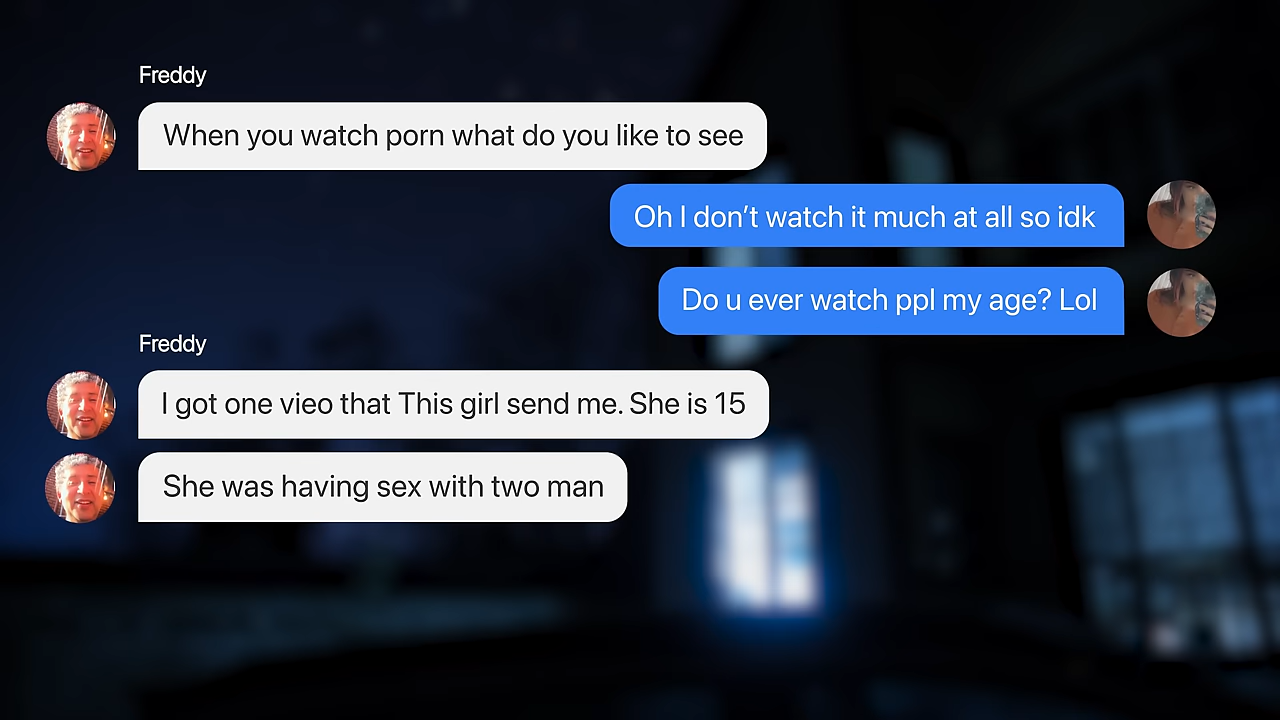 Freddy
When you watch porn what do you like to see
Oh I don’t watch it much at all so idk
Do u ever watch ppl my age? Lol
Freddy
I got one vieo that This girl send me. She is 15
She was having sex with two man